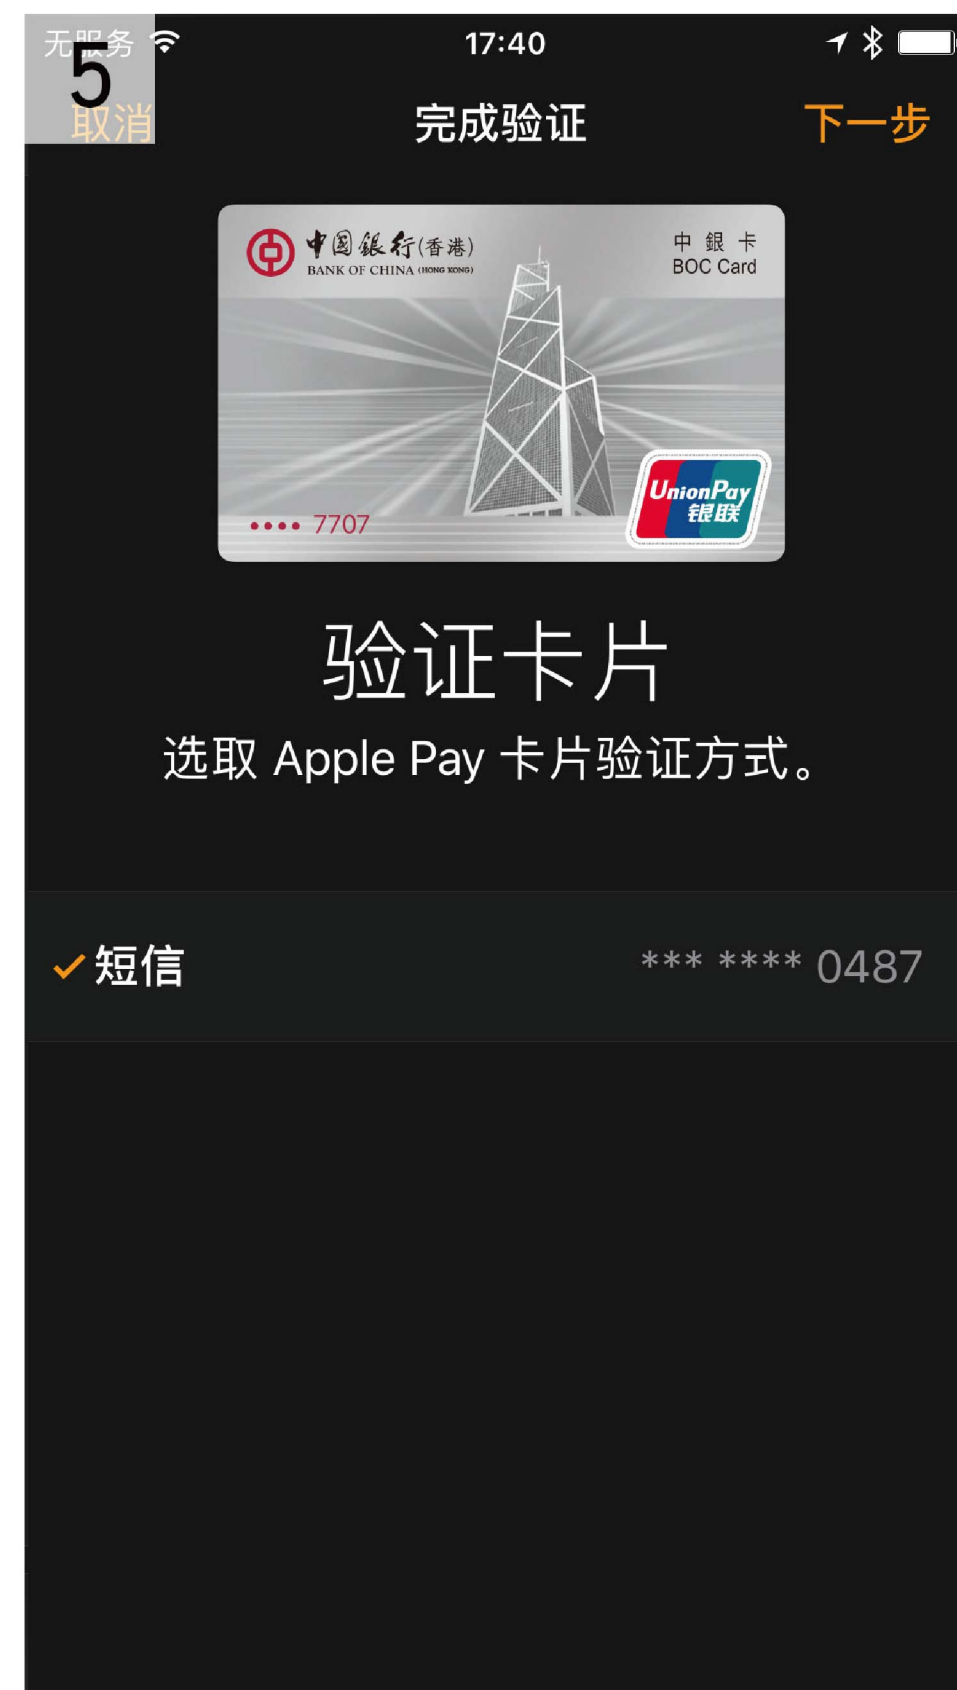 无服务 17:40
5
取消 完成验证 下一步
中国銀行(香港) 中銀卡
BANK OF CHINA (HONG KONG) BOC Card
UnionPay
银联
•••• 7707
验证卡片
选取 Apple Pay 卡片验证方式。
短信 *** **** 0487